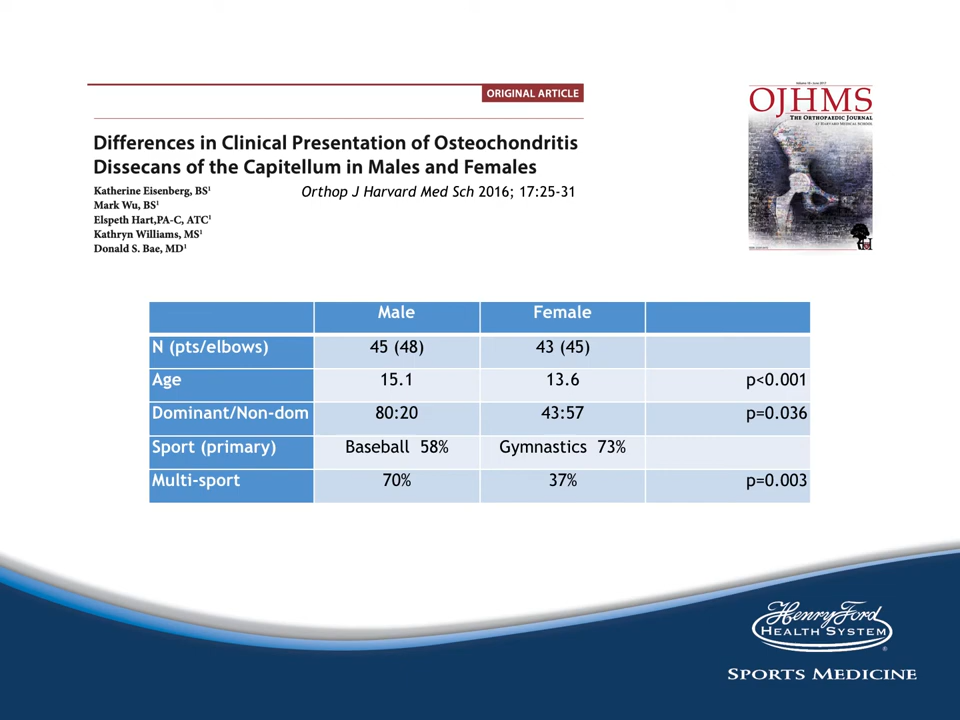 ORIGINAL ARTICLE
Differences in Clinical Presentation of Osteochondritis
Dissecans of the Capitellum in Males and Females
Katherine Eisenberg, BS1
Orthop J Harvard Med Sch 2016; 17:25-31
Mark Wu, BS1
Elspeth Hart,PA-C, ATC1
Kathryn Williams, MS1
Donald S. Bae, MD1
OJHMS
The Orthopaedic Journal
at Harvard Medical School
Male Female
N (pts/elbows) 45 (48) 43 (45)
Age 15.1 13.6 p<0.001
Dominant/Non-dom 80:20 43:57 p=0.036
Sport (primary) Baseball 58% Gymnastics 73%
Multi-sport 70% 37% p=0.003
Henry Ford
HEALTH SYSTEM
®
SPORTS MEDICINE